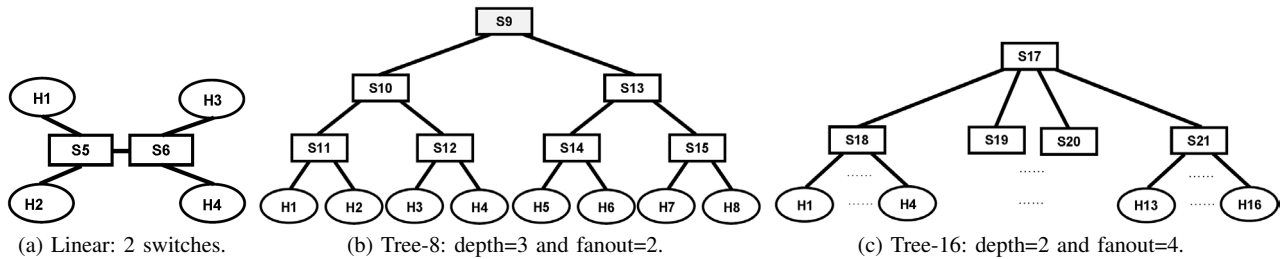 H1
H3
S5
S6
H2
H4
(a) Linear: 2 switches.
S9
S10
S13
S11
S12
S14
S15
H1
H2
H3
H4
H5
H6
H7
H8
(b) Tree-8: depth=3 and fanout=2.
S17
S18
S19
S20
S21
......
......
......
H1
......
H4
......
H13
......
H16
(c) Tree-16: depth=2 and fanout=4.